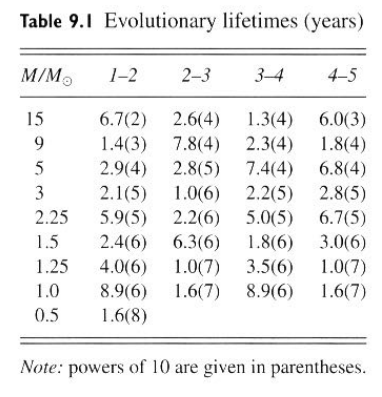 Table 9.1 Evolutionary lifetimes (years)
M/M⊙ 1–2 2–3 3–4 4–5
15 6.7(2) 2.6(4) 1.3(4) 6.0(3)
9 1.4(3) 7.8(4) 2.3(4) 1.8(4)
5 2.9(4) 2.8(5) 7.4(4) 6.8(4)
3 2.1(5) 1.0(6) 2.2(5) 2.8(5)
2.25 5.9(5) 2.2(6) 5.0(5) 6.7(5)
1.5 2.4(6) 6.3(6) 1.8(6) 3.0(6)
1.25 4.0(6) 1.0(7) 3.5(6) 1.0(7)
1.0 8.9(6) 1.6(7) 8.9(6) 1.6(7)
0.5 1.6(8)
Note: powers of 10 are given in parentheses.